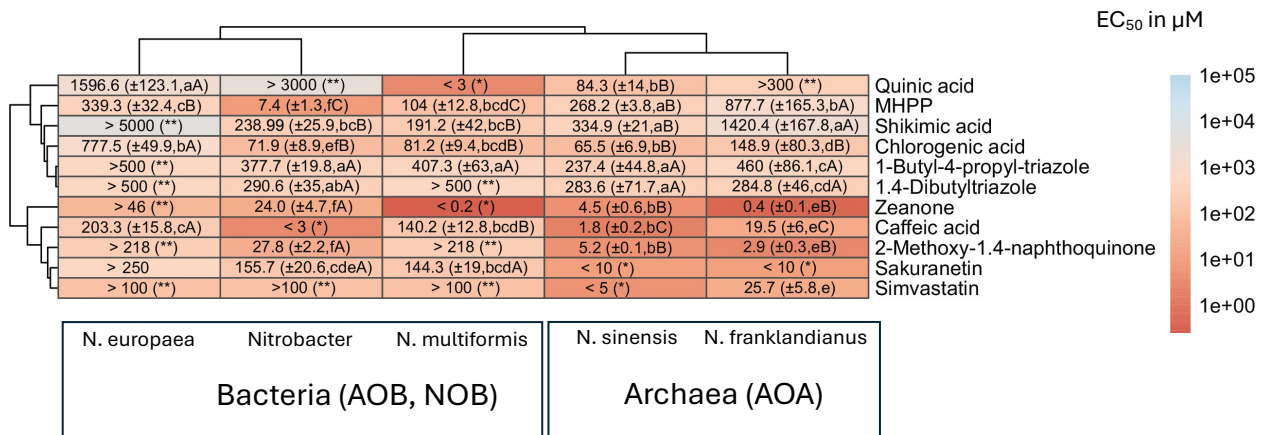 EC50 in µM
1596.6 (±123.1,aA) > 3000 (**) < 3 (*) 84.3 (±14,bB) >300 (**) Quinic acid
339.3 (±32.4,cB) 7.4 (±1.3,fC) 104 (±12.8,bcdC) 268.2 (±3.8,aB) 877.7 (±165.3,bA) MHPP
> 5000 (**) 238.99 (±25.9,bcB) 191.2 (±42,bcB) 334.9 (±21,aB) 1420.4 (±167.8,aA) Shikimic acid
777.5 (±49.9,bA) 71.9 (±8.9,efB) 81.2 (±9.4,bcdB) 65.5 (±6.9,bB) 148.9 (±80.3,dB) Chlorogenic acid
>500 (**) 377.7 (±19.8,aA) 407.3 (±63,aA) 237.4 (±44.8,aA) 460 (±86.1,cA) 1-Butyl-4-propyl-triazole
> 500 (**) 290.6 (±35,abA) > 500 (**) 283.6 (±71.7,aA) 284.8 (±46,cdA) 1.4-Dibutyltriazole
> 46 (**) 24.0 (±4.7,fA) < 0.2 (*) 4.5 (±0.6,bB) 0.4 (±0.1,eB) Zeanone
203.3 (±15.8,cA) < 3 (*) 140.2 (±12.8,bcdB) 1.8 (±0.2,bC) 19.5 (±6,eC) Caffeic acid
> 218 (**) 27.8 (±2.2,fA) > 218 (**) 5.2 (±0.1,bB) 2.9 (±0.3,eB) 2-Methoxy-1.4-naphthoquinone
> 250 155.7 (±20.6,cdeA) 144.3 (±19,bcdA) < 10 (*) < 10 (*) Sakuranetin
> 100 (**) >100 (**) > 100 (**) < 5 (*) 25.7 (±5.8,e) Simvastatin
1e+05
1e+04
1e+03
1e+02
1e+01
1e+00
N. europaea Nitrobacter N. multiformis N. sinensis N. franklandianus
Bacteria (AOB, NOB) Archaea (AOA)